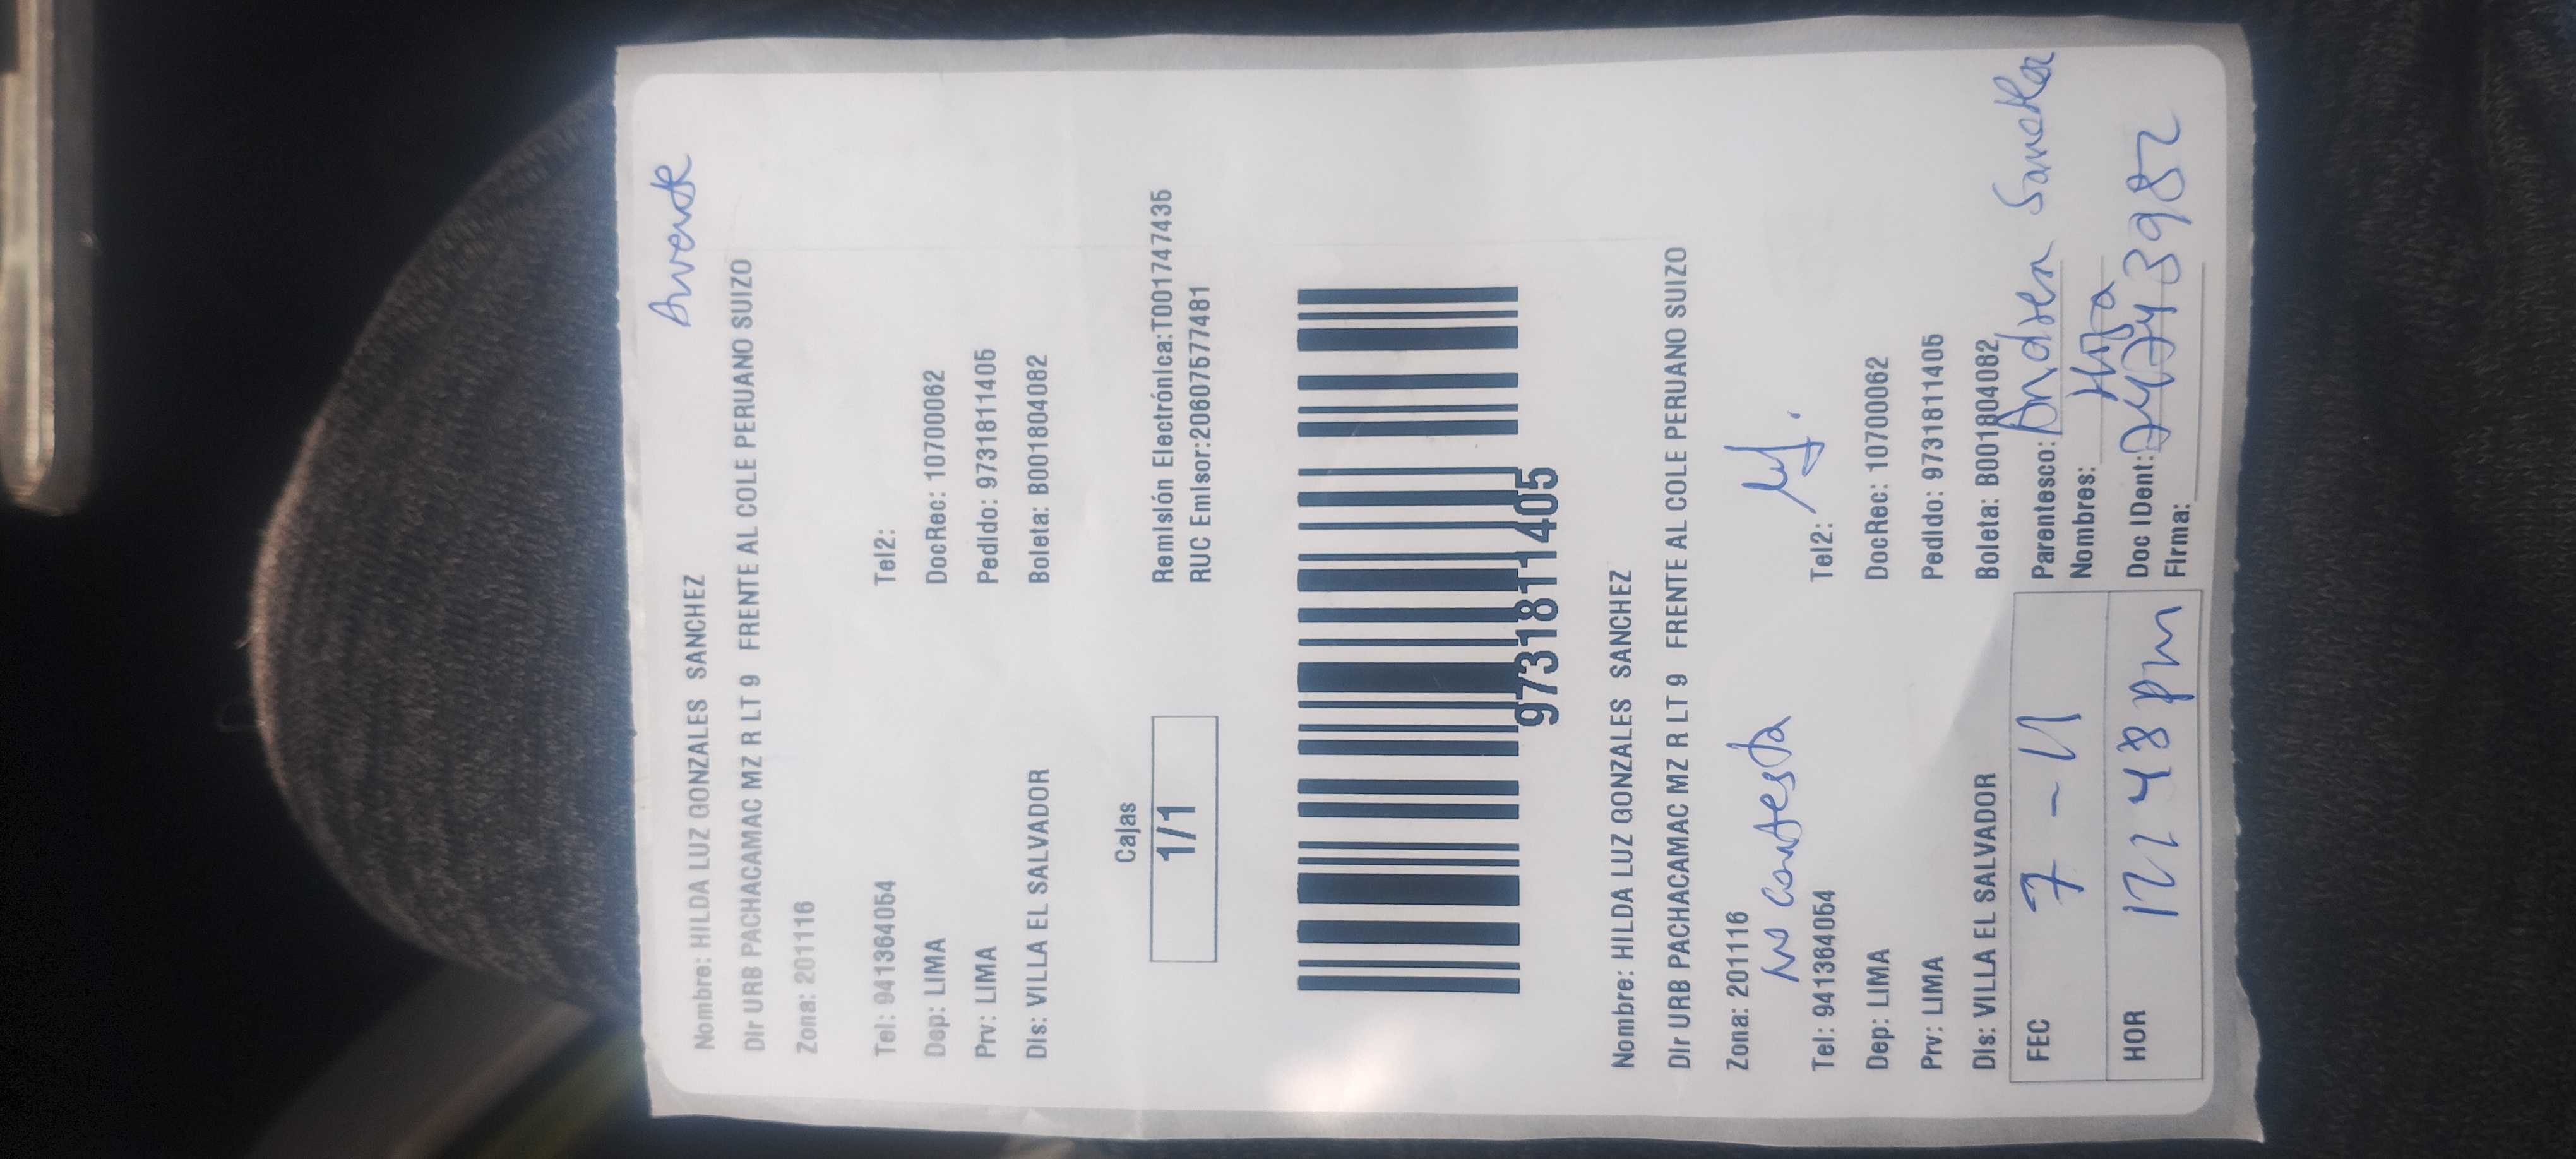 Ausente
Nombre: HILDA LUZ GONZALES SANCHEZ
Dir URB PACHACAMAC MZ R LT 9 FRENTE AL COLE PERUANO SUIZO
Zona: 201116
Tel: 941364054 Tel2:
Dep: LIMA DocRec: 10700062
Prv: LIMA Pedido: 9731811405
Dis: VILLA EL SALVADOR Boleta: B001804082
Cajas
1/1
Remisión Electrónica:T001747435
RUC Emisor:20607577481
9731811405
Nombre: HILDA LUZ GONZALES SANCHEZ
Dir URB PACHACAMAC MZ R LT 9 FRENTE AL COLE PERUANO SUIZO
Zona: 201116
No contesta
Tel: 941364054 Tel2:
Dep: LIMA DocRec: 10700062
Prv: LIMA Pedido: 9731811405
Dis: VILLA EL SALVADOR Boleta: B001804082
FEC 7 - 11 Parentesco: Andrea Sanchez
Nombres: Hija
HOR 12 48 pm Doc IDent:
Firma: